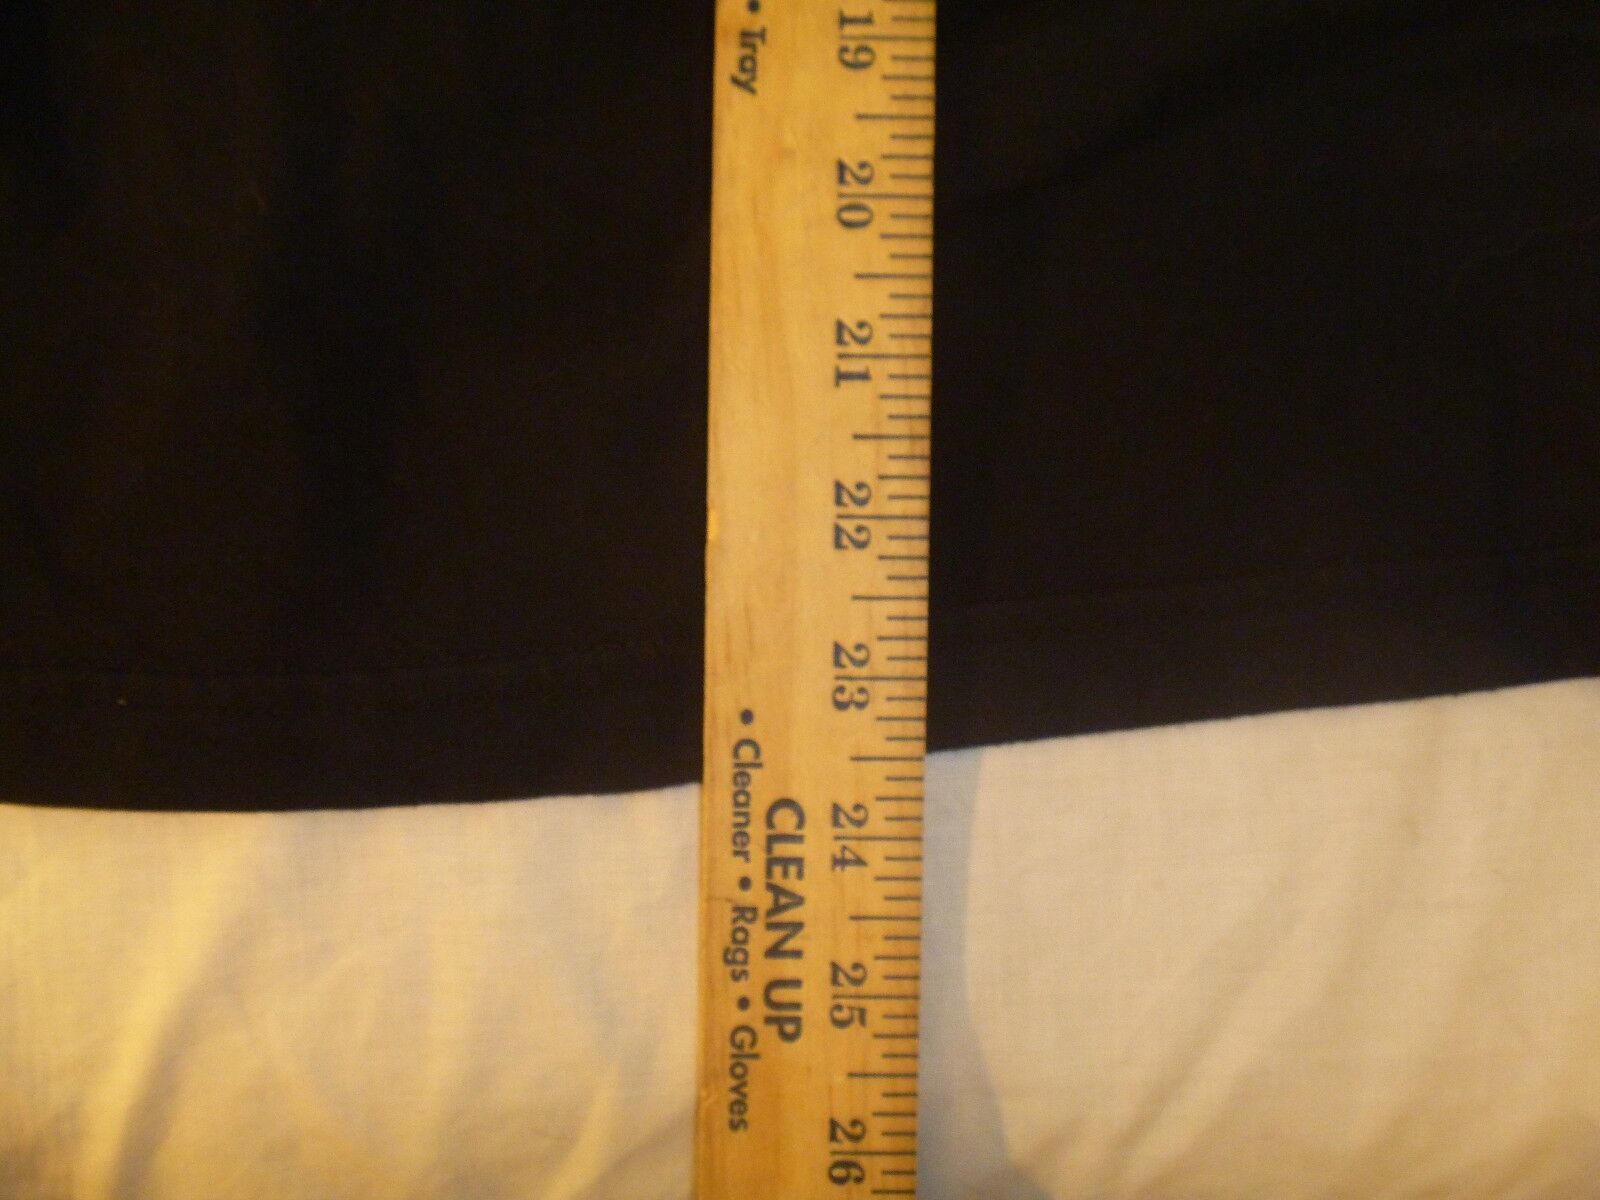 • Tray
19
20
21
22
23
24
25
26
CLEAN UP
• Cleaner • Rags • Gloves